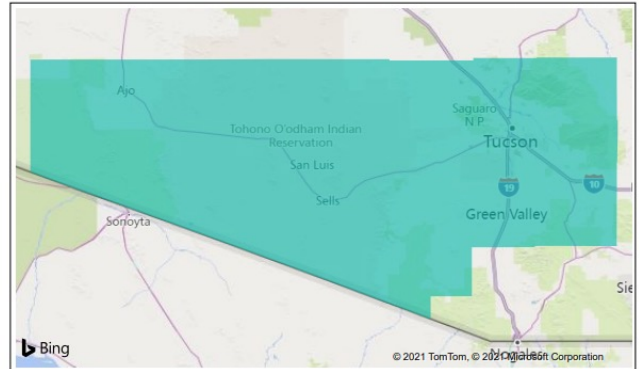 Ajo
Saguaro
N P
Tucson
Tohono O'odham Indian
Reservation
San Luis
Sells
19
10
Green Valley
Sonoyta
Sie
Nogales
Bing
© 2021 TomTom, © 2021 Microsoft Corporation